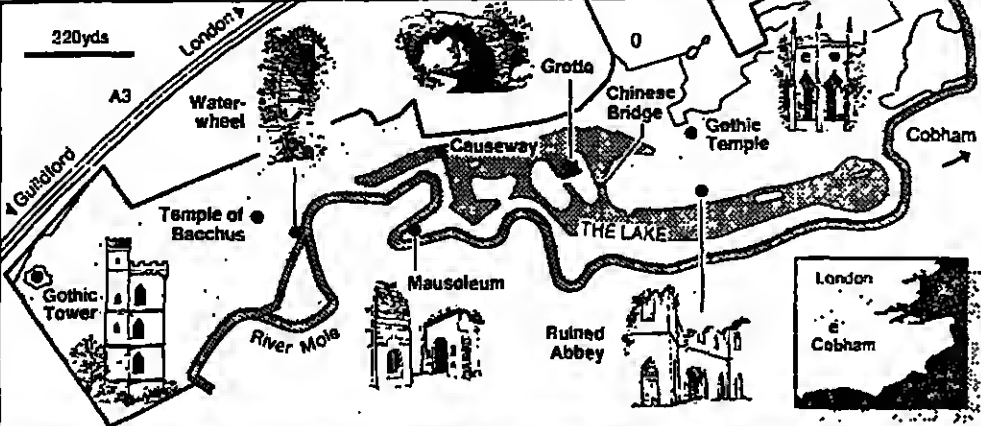 220yds
London
A3
Guildford
Water-
wheel
Grotto
Chinese
Bridge
Causeway
Gothic
Temple
Cobham
Temple of
Bacchus
THE LAKE
Gothic
Tower
Mausoleum
River Mole
Ruined
Abbey
London
Cobham